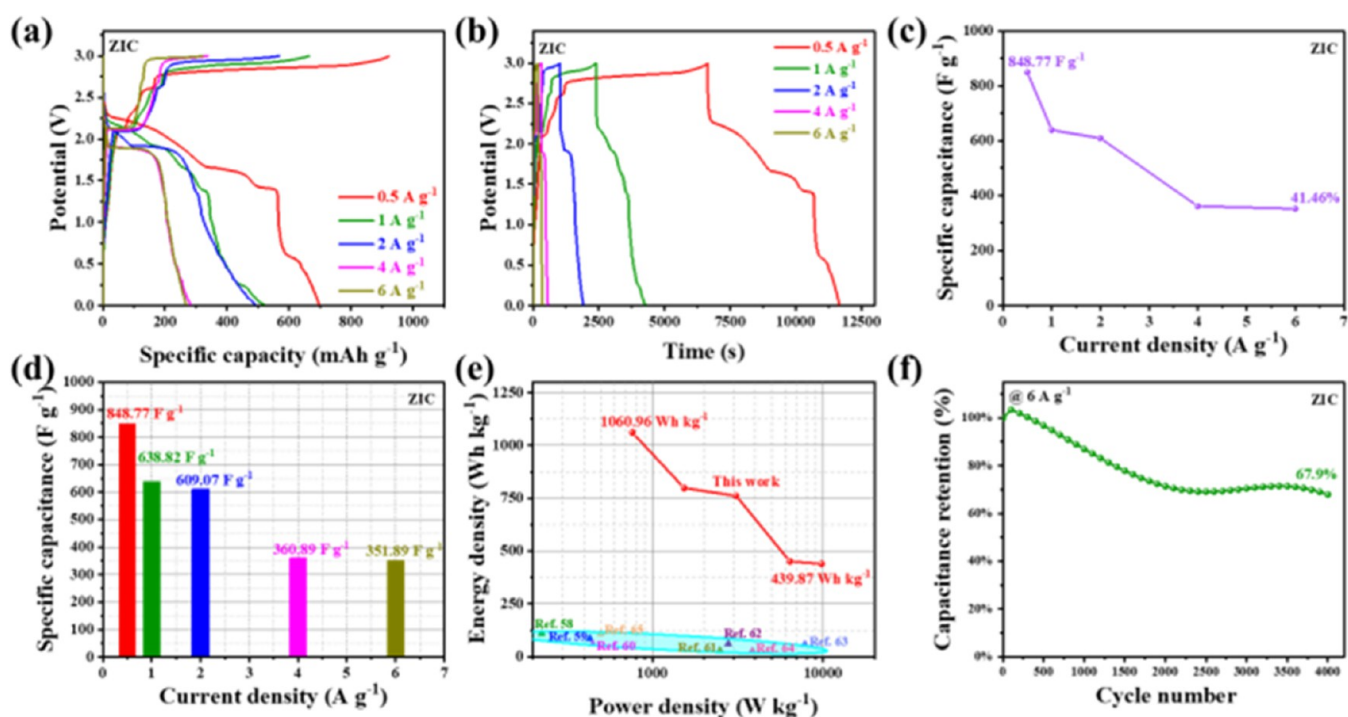 (a)
ZIC
3.0
2.5
2.0
1.5
1.0
0.5
0.0
0
200
400
600
800
1000
Potential (V)
Specific capacity (mAh g⁻¹)
0.5 A g⁻¹
1 A g⁻¹
2 A g⁻¹
4 A g⁻¹
6 A g⁻¹
(b)
ZIC
3.0
2.5
2.0
1.5
1.0
0.5
0.0
0
2500
5000
7500
10000
12500
Potential (V)
Time (s)
0.5 A g⁻¹
1 A g⁻¹
2 A g⁻¹
4 A g⁻¹
6 A g⁻¹
(c)
ZIC
1000
800
600
400
200
0
0
1
2
3
4
5
6
7
Specific capacitance (F g⁻¹)
Current density (A g⁻¹)
848.77 F g⁻¹
41.46%
(d)
ZIC
1000
900
800
700
600
500
400
300
200
100
0
0
1
2
3
4
5
6
7
Specific capacitance (F g⁻¹)
Current density (A g⁻¹)
848.77 F g⁻¹
638.82 F g⁻¹
609.07 F g⁻¹
360.89 F g⁻¹
351.89 F g⁻¹
(e)
1250
1000
750
500
250
0
1000
10000
Energy density (Wh kg⁻¹)
Power density (W kg⁻¹)
1060.96 Wh kg⁻¹
This work
439.87 Wh kg⁻¹
Ref. 58
Ref. 59
Ref. 65
Ref. 60
Ref. 62
Ref. 61
Ref. 64
Ref. 63
(f)
@ 6 A g⁻¹
ZIC
100%
80%
60%
40%
20%
0%
0
500
1000
1500
2000
2500
3000
3500
4000
Capacitance retention (%)
Cycle number
67.9%